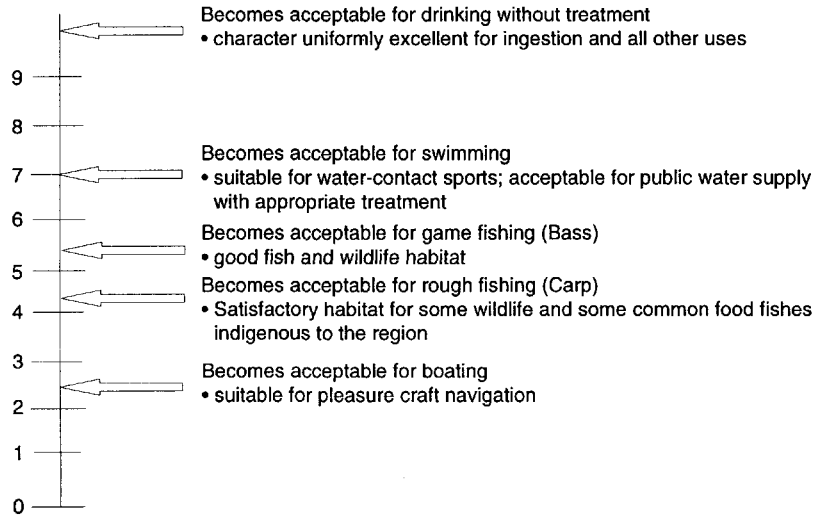 Becomes acceptable for drinking without treatment
• character uniformly excellent for ingestion and all other uses
9
8
Becomes acceptable for swimming
7
• suitable for water-contact sports; acceptable for public water supply
with appropriate treatment
6
Becomes acceptable for game fishing (Bass)
• good fish and wildlife habitat
5
Becomes acceptable for rough fishing (Carp)
4
• Satisfactory habitat for some wildlife and some common food fishes
indigenous to the region
3
Becomes acceptable for boating
• suitable for pleasure craft navigation
2
1
0